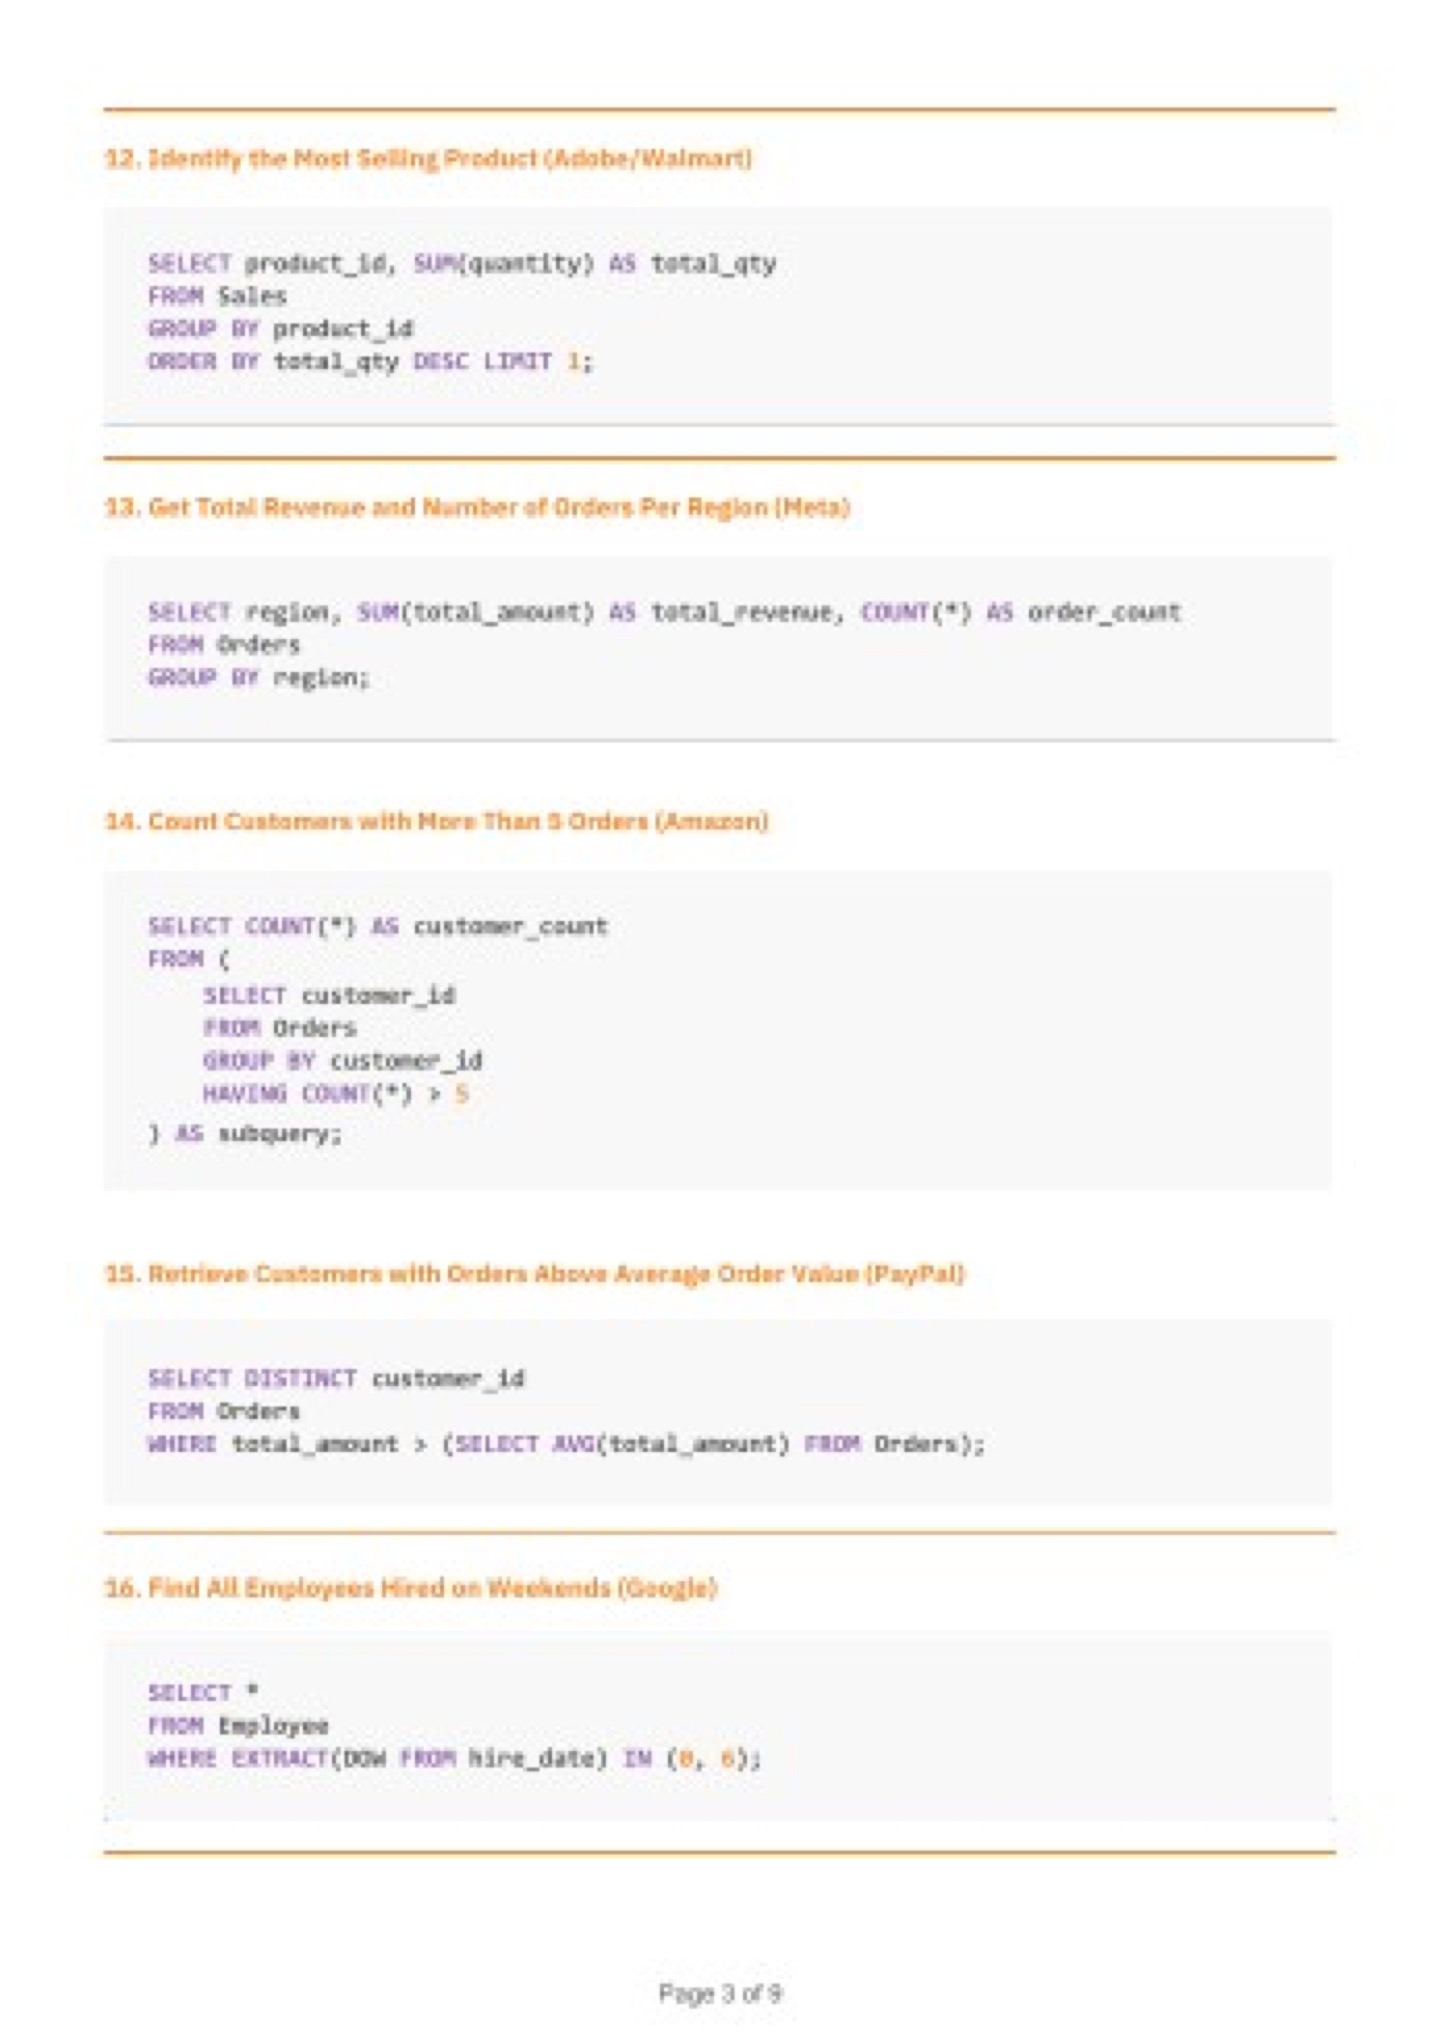 12. Identify the Most Selling Product (Adobe/Walmart)
SELECT product_id, SUM(quantity) AS total_qty
FROM Sales
GROUP BY product_id
ORDER BY total_qty DESC LIMIT 1;
13. Get Total Revenue and Number of Orders Per Region (Meta)
SELECT region, SUM(total_amount) AS total_revenue, COUNT(*) AS order_count
FROM Orders
GROUP BY region;
14. Count Customers with More Than 5 Orders (Amazon)
SELECT COUNT(*) AS customer_count
FROM (
    SELECT customer_id
    FROM Orders
    GROUP BY customer_id
    HAVING COUNT(*) > 5
) AS subquery;
15. Retrieve Customers with Orders Above Average Order Value (PayPal)
SELECT DISTINCT customer_id
FROM Orders
WHERE total_amount > (SELECT AVG(total_amount) FROM Orders);
16. Find All Employees Hired on Weekends (Google)
SELECT *
FROM Employee
WHERE EXTRACT(DOW FROM hire_date) IN (0, 6);
Page 3 of 9